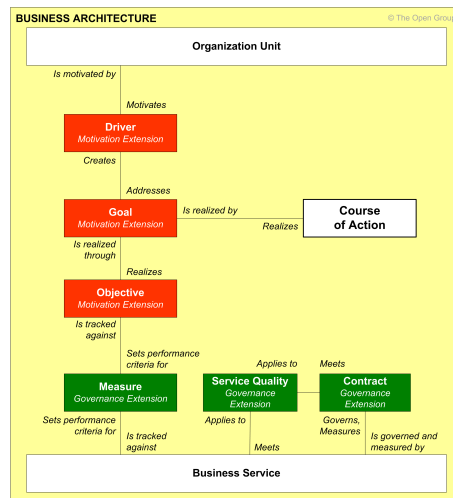 BUSINESS ARCHITECTURE
© The Open Group
Organization Unit
Is motivated by
Motivates
Driver
Motivation Extension
Creates
Addresses
Goal
Motivation Extension
Is realized by
Realizes
Course
of Action
Is realized
through
Realizes
Objective
Motivation Extension
Is tracked
against
Sets performance
criteria for
Applies to
Meets
Measure
Governance Extension
Service Quality
Governance
Extension
Contract
Governance
Extension
Sets performance
criteria for
Is tracked
against
Applies to
Meets
Governs,
Measures
Is governed and
measured by
Business Service